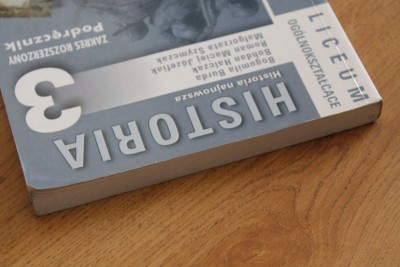 HISTORIA
3
Historia najnowsza
Bogumiła Burda
Bohdan Halczak
Roman Maciej Józefiak
Małgorzata Szymczak
ZAKRES ROZSZERZONY
Podręcznik
LICEUM
OGÓLNOKSZTAŁCĄCE